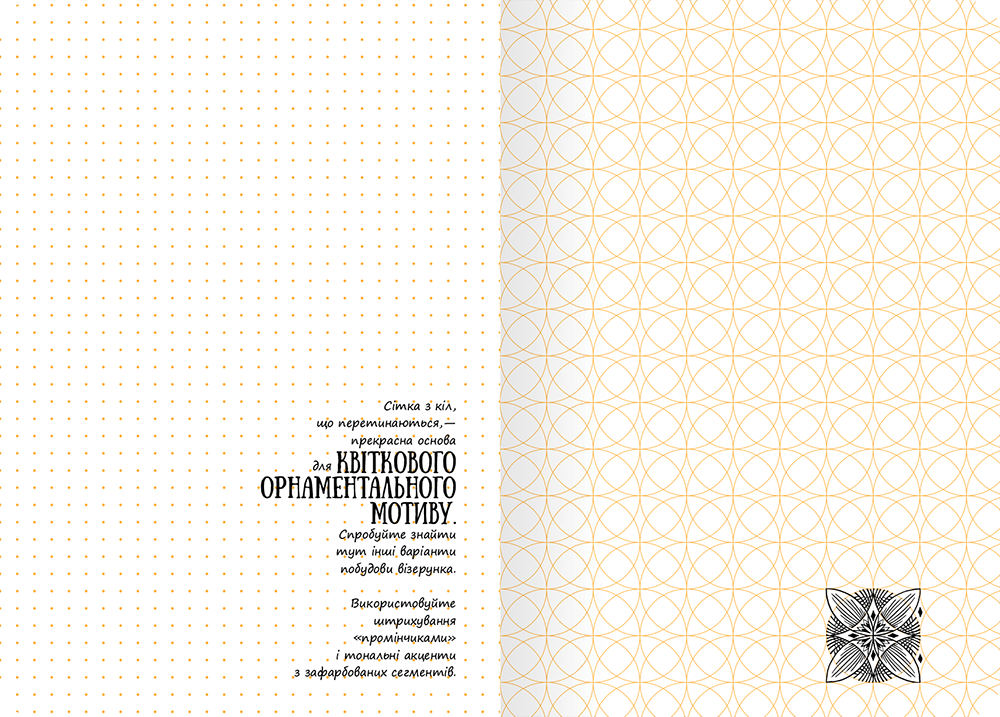 Сітка з кіл,
що перетинаються,—
прекрасна основа
для КВІТКОВОГО
ОРНАМЕНТАЛЬНОГО
МОТИВУ.
Спробуйте знайти
тут інші варіанти
побудови візерунка.
Використовуйте
штрихування
«промінчиками»
і тональні акценти
з зафарбованих сегментів.